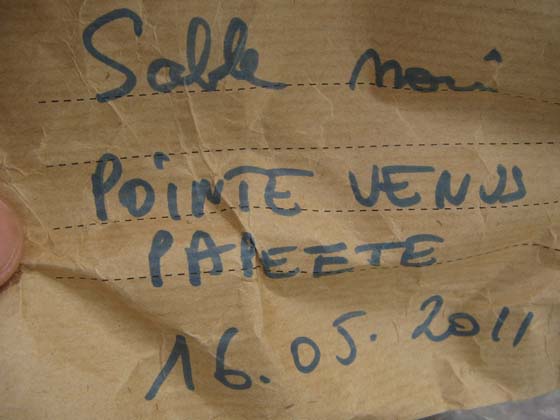 Sable noir
POINTE VENUS
PAPEETE
16.05.2011